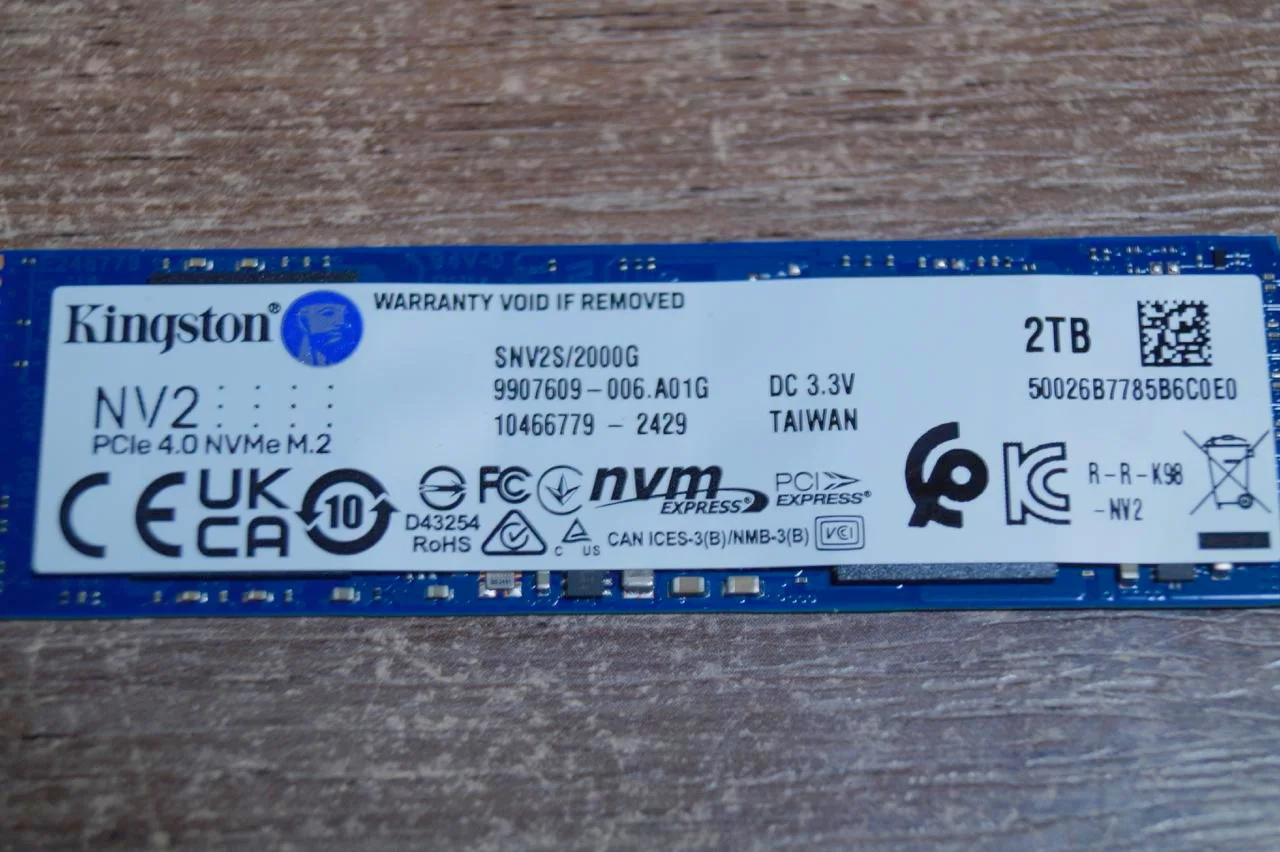 Kingston®
WARRANTY VOID IF REMOVED
SNV2S/2000G
9907609-006.A01G
10466779 - 2429
DC 3.3V
TAIWAN
2TB
50026B7785B6C0E0
NV2
PCIe 4.0 NVMe M.2
CE
UK
CA
10
D43254
RoHS
FC
C US
nvm
EXPRESS®
PCI
EXPRESS®
CAN ICES-3(B)/NMB-3(B)
VCI
R-R-K98
-NV2